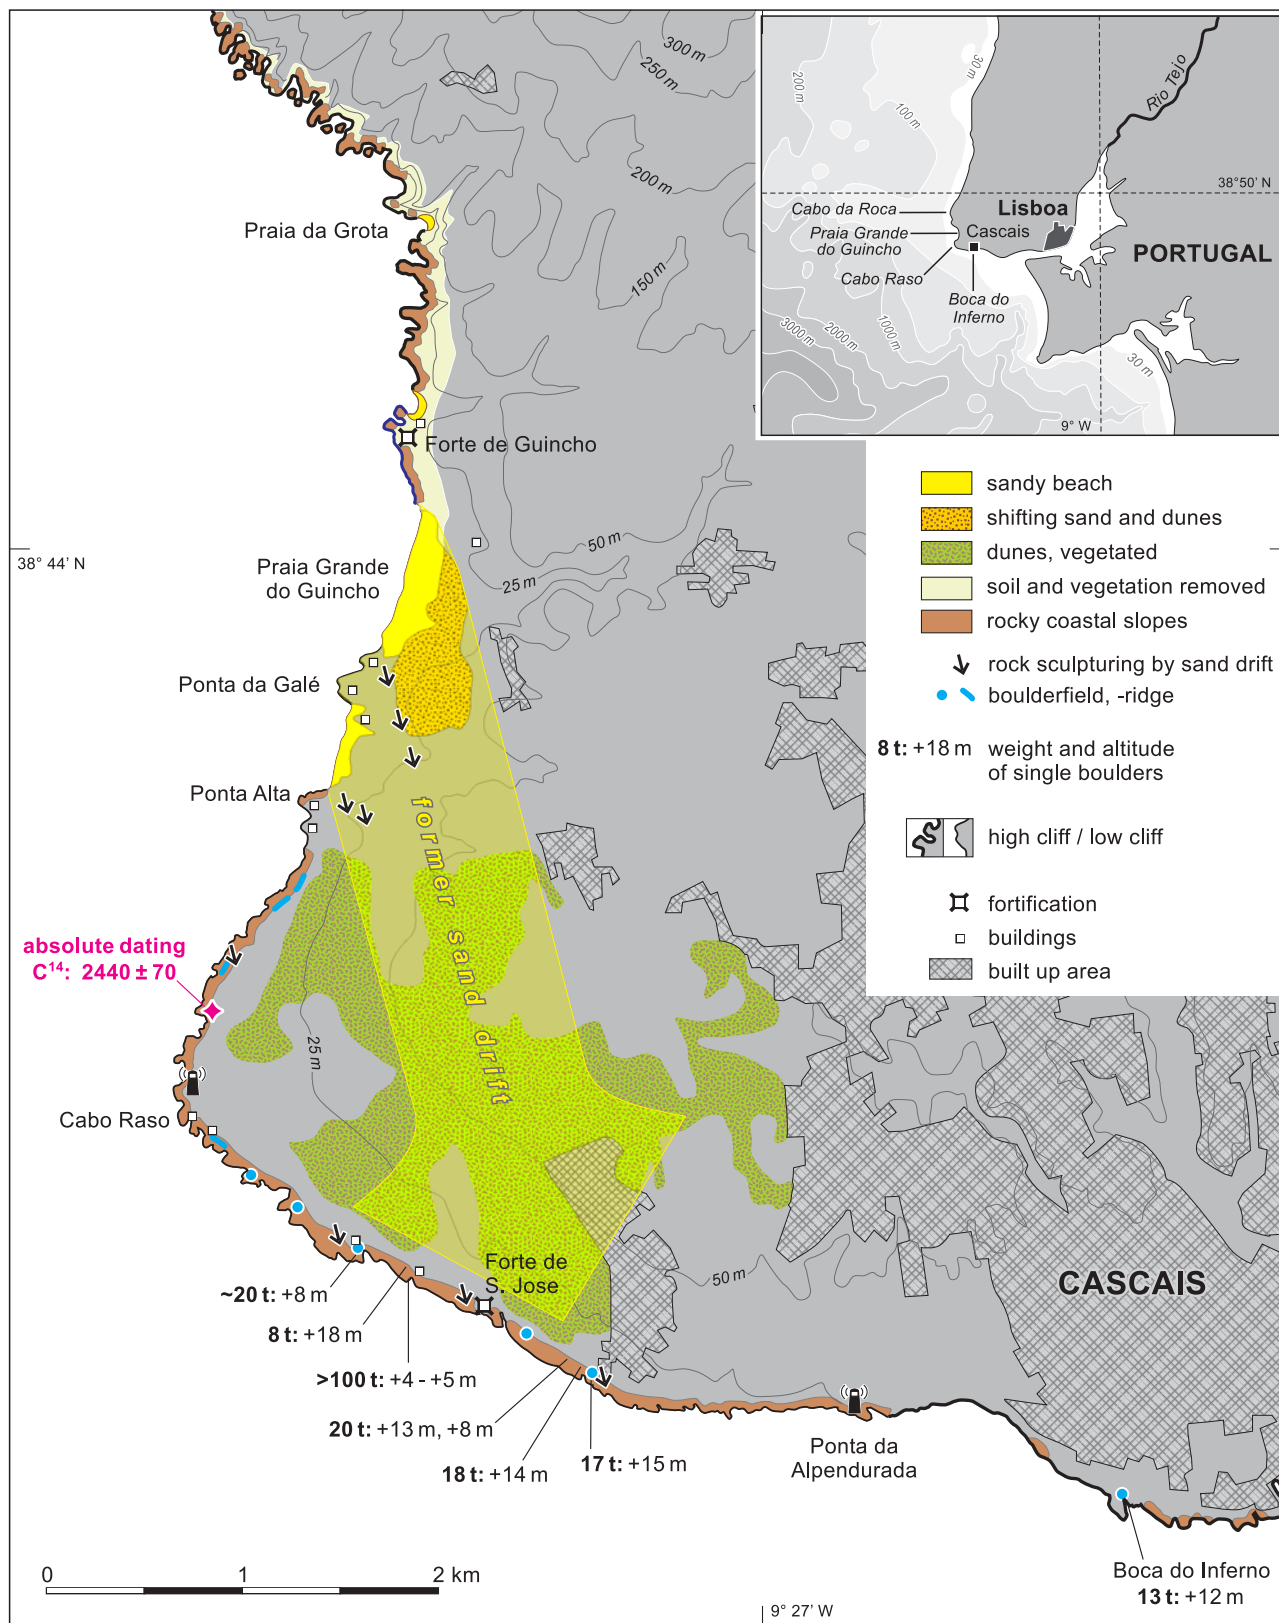 300 m
250 m
200 m
150 m
Praia da Grota
Forte de Guincho
38° 44' N
Praia Grande
do Guincho
50 m
25 m
Ponta da Galé
Ponta Alta
former sand drift
absolute dating
C¹⁴: 2440 ± 70
25 m
Cabo Raso
Forte de
S. Jose
50 m
CASCAIS
~20 t: +8 m
8 t: +18 m
>100 t: +4 - +5 m
20 t: +13 m, +8 m
18 t: +14 m
17 t: +15 m
Ponta da
Alpendurada
Boca do Inferno
13 t: +12 m
0 1 2 km
9° 27' W
200 m
100 m
30 m
Rio Tejo
38° 50' N
Cabo da Roca
Lisboa
Praia Grande
do Guincho
Cascais
Cabo Raso
PORTUGAL
Boca do
Inferno
3000 m
2000 m
1000 m
30 m
9° W
sandy beach
shifting sand and dunes
dunes, vegetated
soil and vegetation removed
rocky coastal slopes
rock sculpturing by sand drift
boulderfield, -ridge
8 t: +18 m weight and altitude
of single boulders
high cliff / low cliff
fortification
buildings
built up area